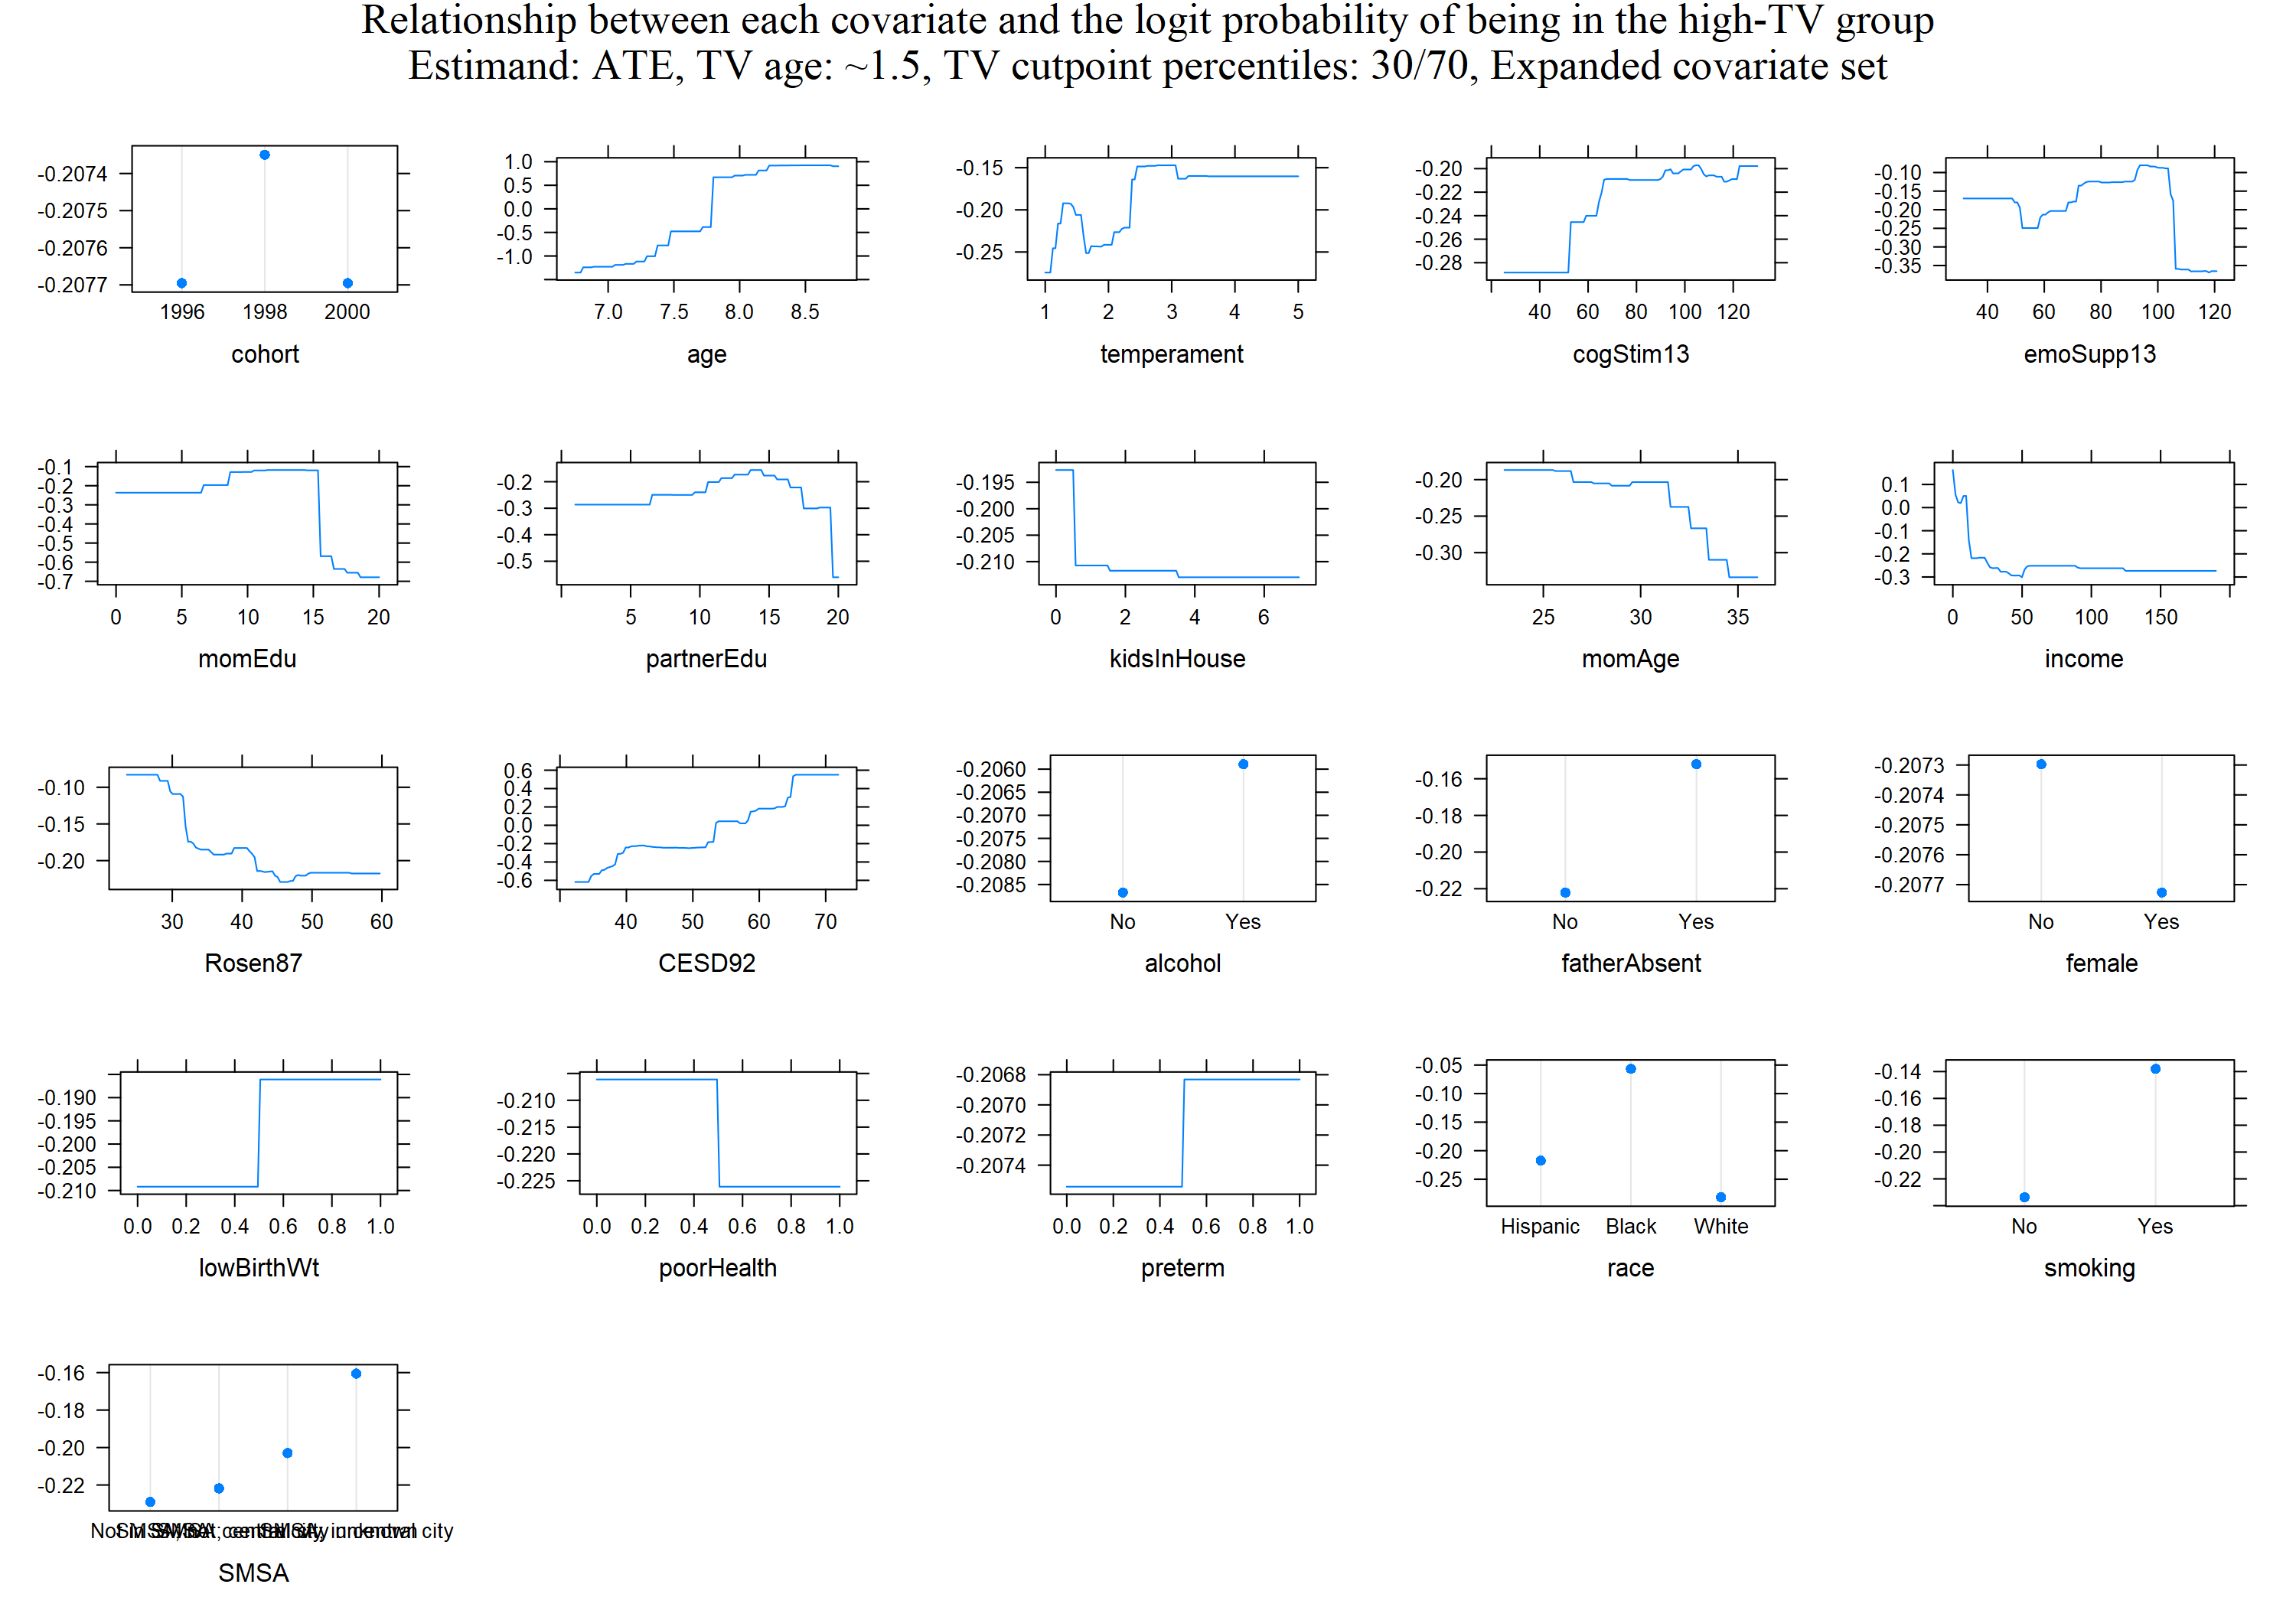 Relationship between each covariate and the logit probability of being in the high-TV group
Estimand: ATE, TV age: ~1.5, TV cutpoint percentiles: 30/70, Expanded covariate set
-0.2074
-0.2075
-0.2076
-0.2077
1996 1998 2000
cohort
1.0
0.5
0.0
-0.5
-1.0
7.0 7.5 8.0 8.5
age
-0.15
-0.20
-0.25
1 2 3 4 5
temperament
-0.20
-0.22
-0.24
-0.26
-0.28
40 60 80 100 120
cogStim13
-0.10
-0.15
-0.20
-0.25
-0.30
-0.35
40 60 80 100 120
emoSupp13
-0.1
-0.2
-0.3
-0.4
-0.5
-0.6
-0.7
0 5 10 15 20
momEdu
-0.2
-0.3
-0.4
-0.5
5 10 15 20
partnerEdu
-0.195
-0.200
-0.205
-0.210
0 2 4 6
kidsInHouse
-0.20
-0.25
-0.30
25 30 35
momAge
0.1
0.0
-0.1
-0.2
-0.3
0 50 100 150
income
-0.10
-0.15
-0.20
30 40 50 60
Rosen87
0.6
0.4
0.2
0.0
-0.2
-0.4
-0.6
40 50 60 70
CESD92
-0.2060
-0.2065
-0.2070
-0.2075
-0.2080
-0.2085
No Yes
alcohol
-0.16
-0.18
-0.20
-0.22
No Yes
fatherAbsent
-0.2073
-0.2074
-0.2075
-0.2076
-0.2077
No Yes
female
-0.190
-0.195
-0.200
-0.205
-0.210
0.0 0.2 0.4 0.6 0.8 1.0
lowBirthWt
-0.210
-0.215
-0.220
-0.225
0.0 0.2 0.4 0.6 0.8 1.0
poorHealth
-0.2068
-0.2070
-0.2072
-0.2074
0.0 0.2 0.4 0.6 0.8 1.0
preterm
-0.05
-0.10
-0.15
-0.20
-0.25
Hispanic Black White
race
-0.14
-0.16
-0.18
-0.20
-0.22
No Yes
smoking
-0.16
-0.18
-0.20
-0.22
city
SMSA